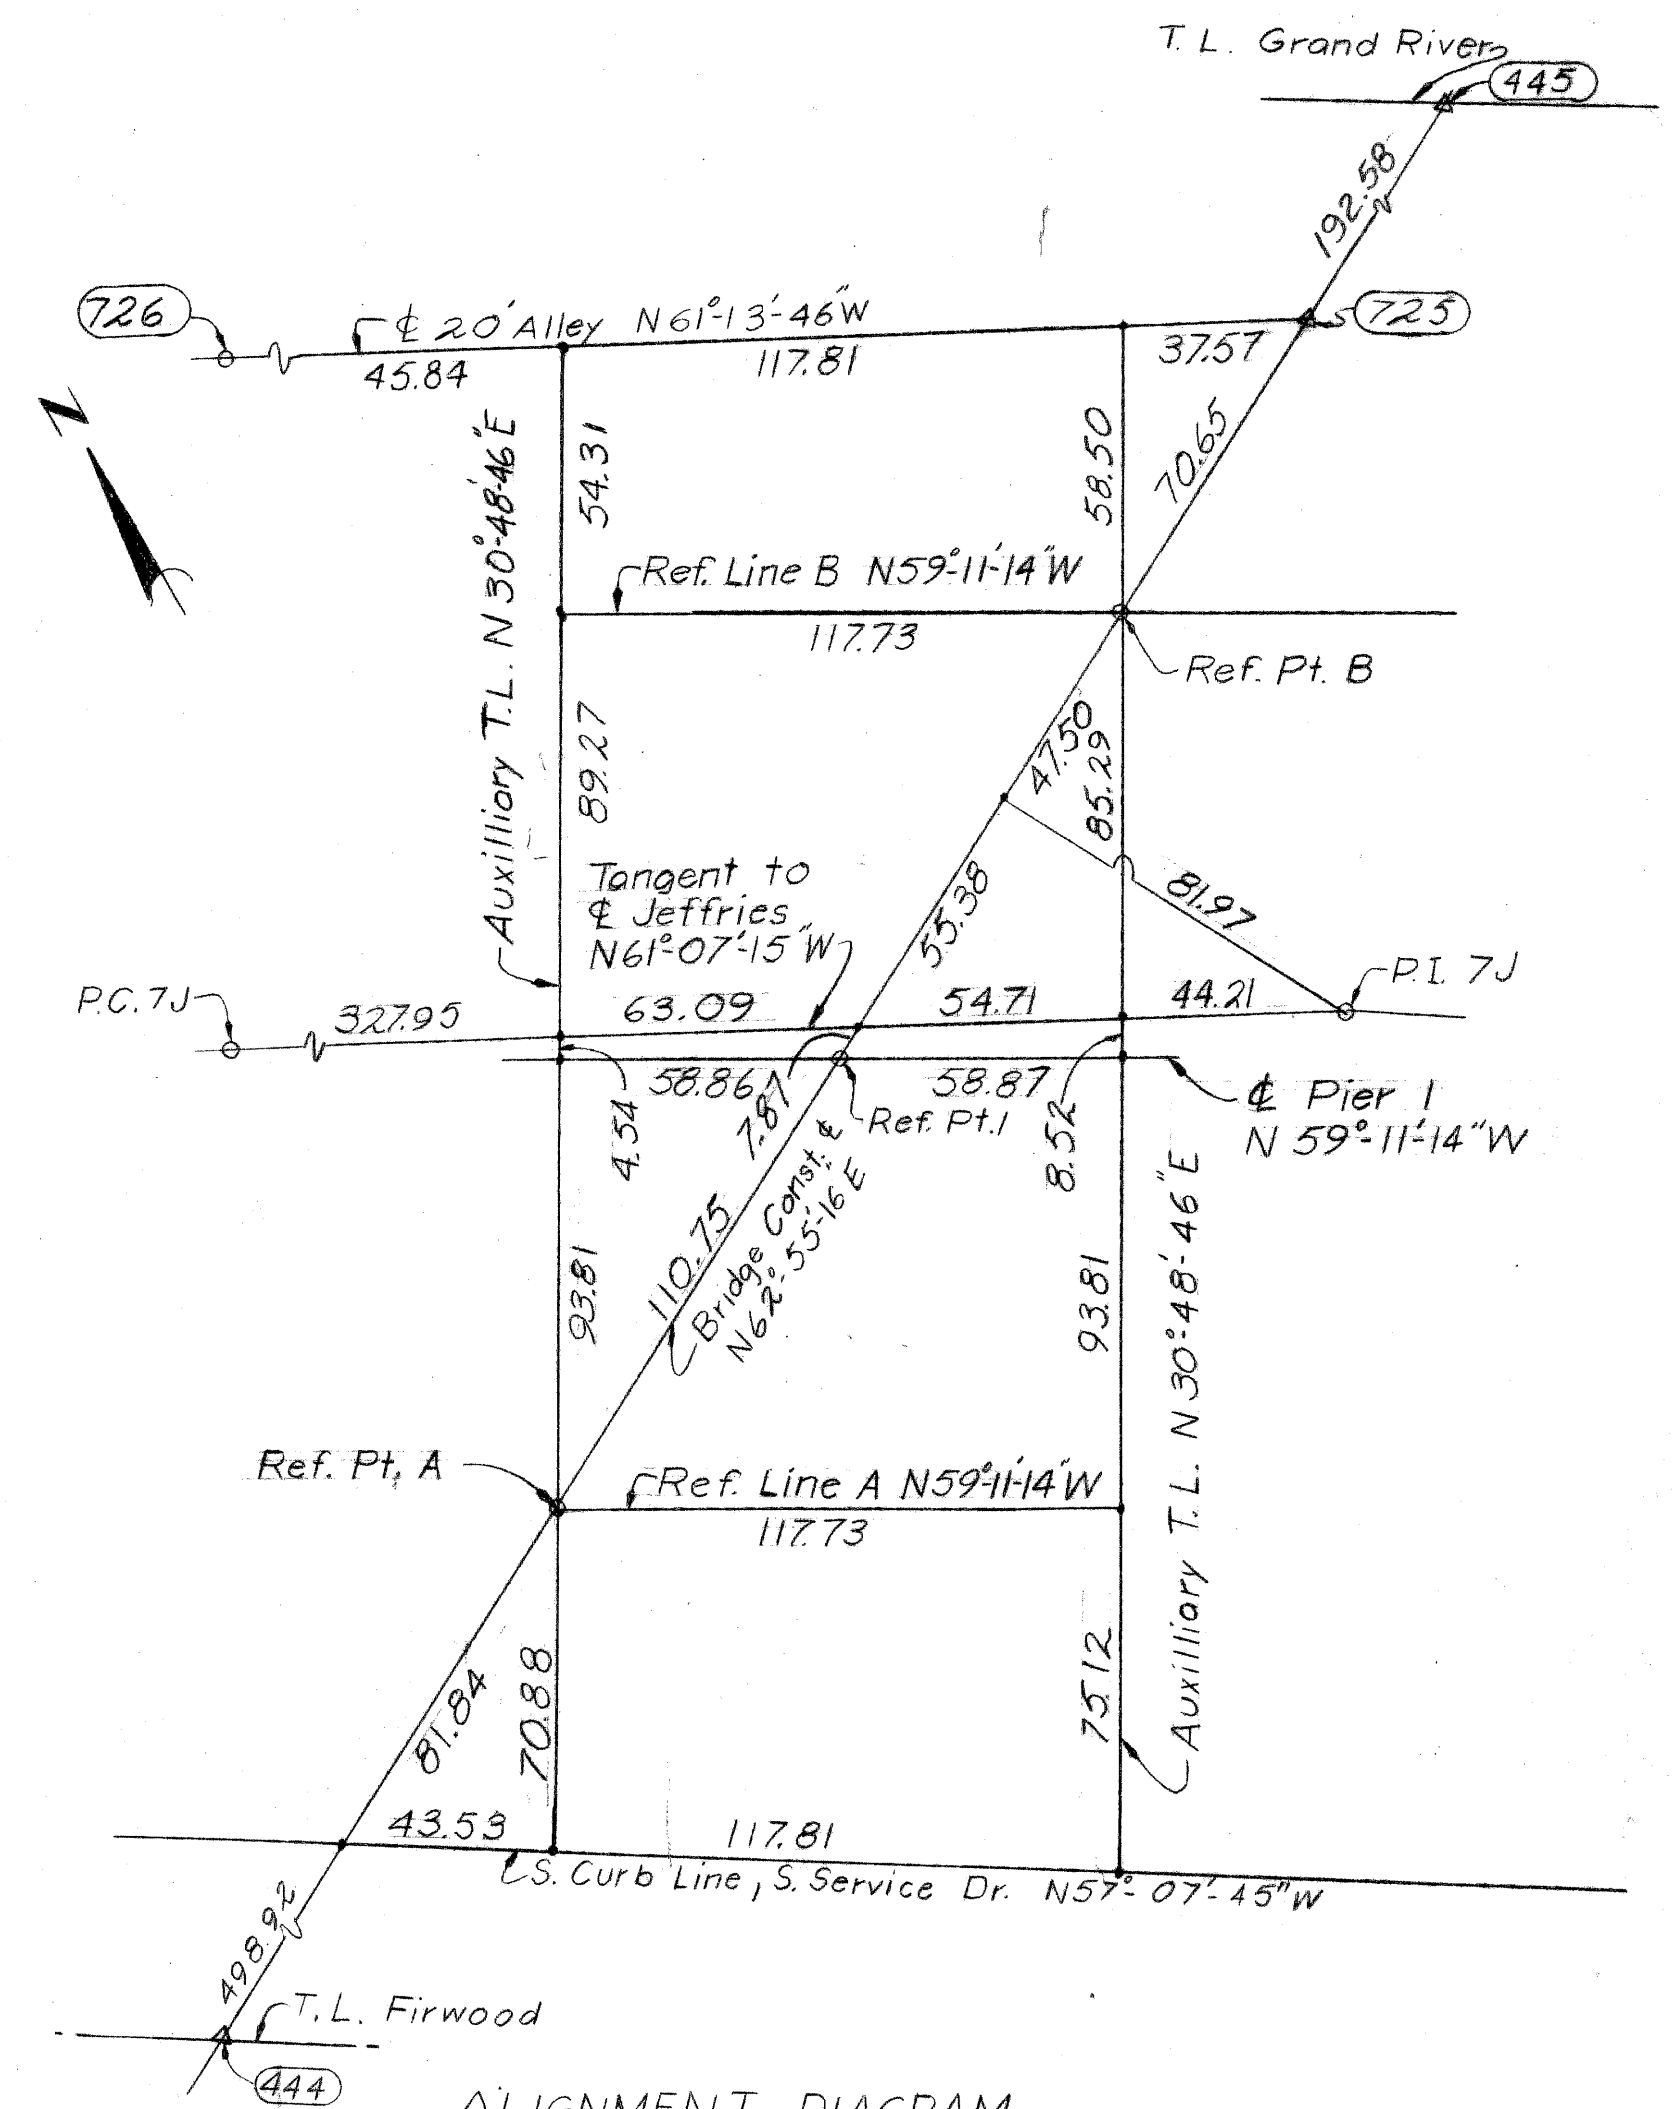 T. L. Grand River
445
192.58
726
℄ 20' Alley N61°-13'-46"W
725
45.84
117.81
37.57
N
Auxilliary T.L. N30°-48'-46"E
54.31
58.50
70.65
Ref. Line B N59°-11'-14"W
117.73
Ref. Pt. B
89.27
47.50
85.29
Tangent to
℄ Jeffries
N61°-07'-15"W
55.38
81.97
P.C. 7J
327.95
63.09
54.71
44.21
P.I. 7J
58.86
58.87
℄ Pier 1
N 59°-11'-14"W
4.54
7.87
Ref. Pt. 1
8.52
110.75
Bridge Const. ℄
N62°-55'-16"E
93.81
93.81
Auxilliary T.L. N30°-48'-46"E
Ref. Pt. A
Ref. Line A N59°-11'-14"W
117.73
81.84
70.88
75.12
43.53
117.81
S. Curb Line, S. Service Dr. N57°-07'-45"W
498.92
T.L. Firwood
444
ALIGNMENT DIAGRAM